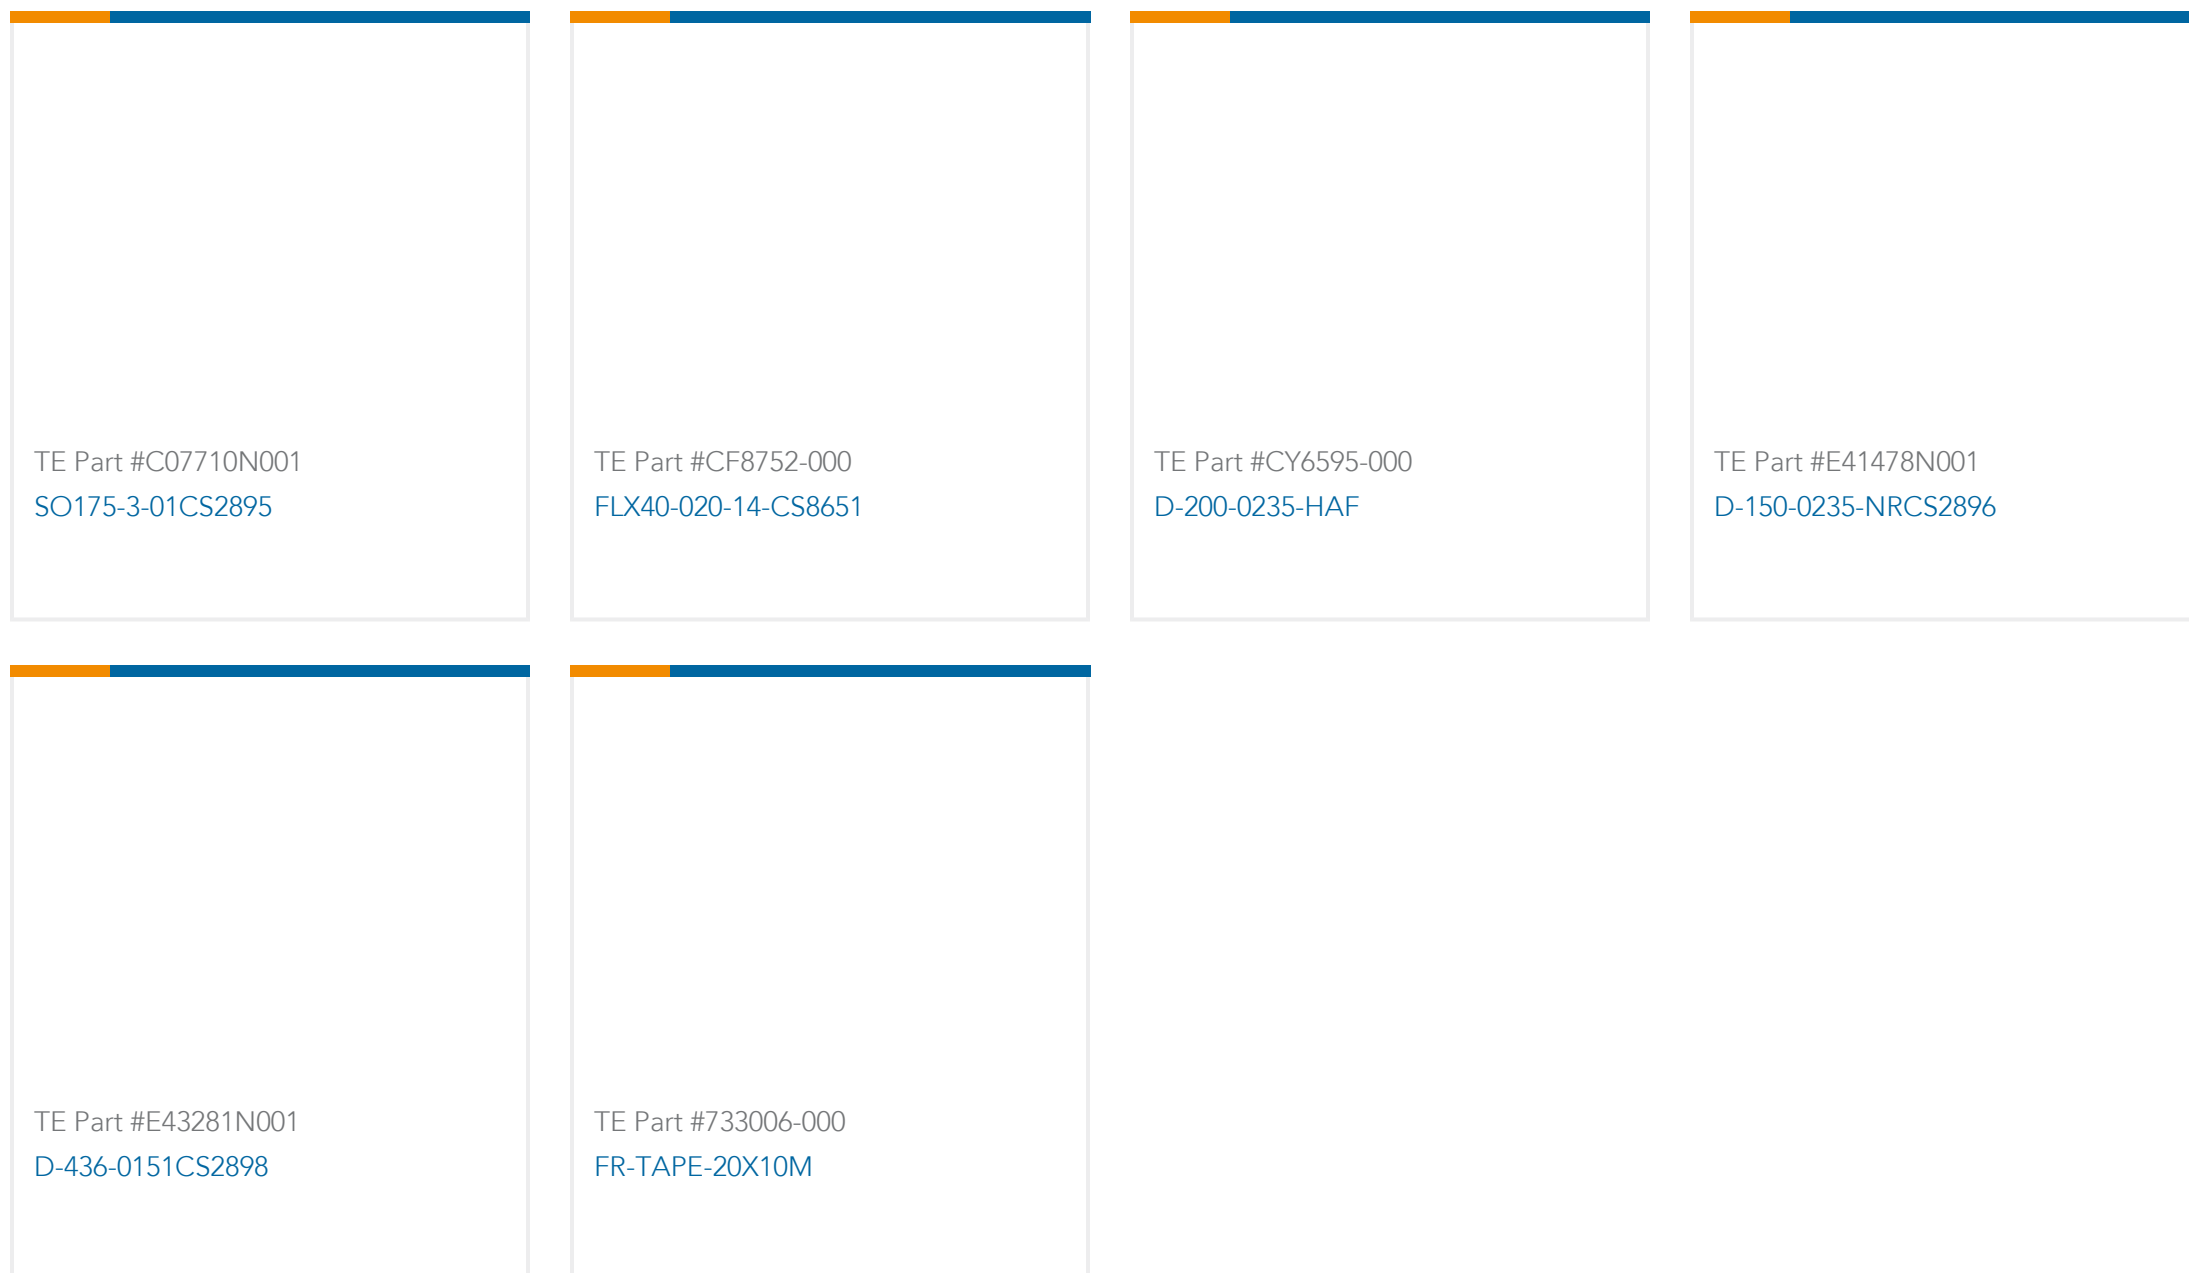 TE Part #C07710N001
SO175-3-01CS2895
TE Part #CF8752-000
FLX40-020-14-CS8651
TE Part #CY6595-000
D-200-0235-HAF
TE Part #E41478N001
D-150-0235-NRCS2896
TE Part #E43281N001
D-436-0151CS2898
TE Part #733006-000
FR-TAPE-20X10M